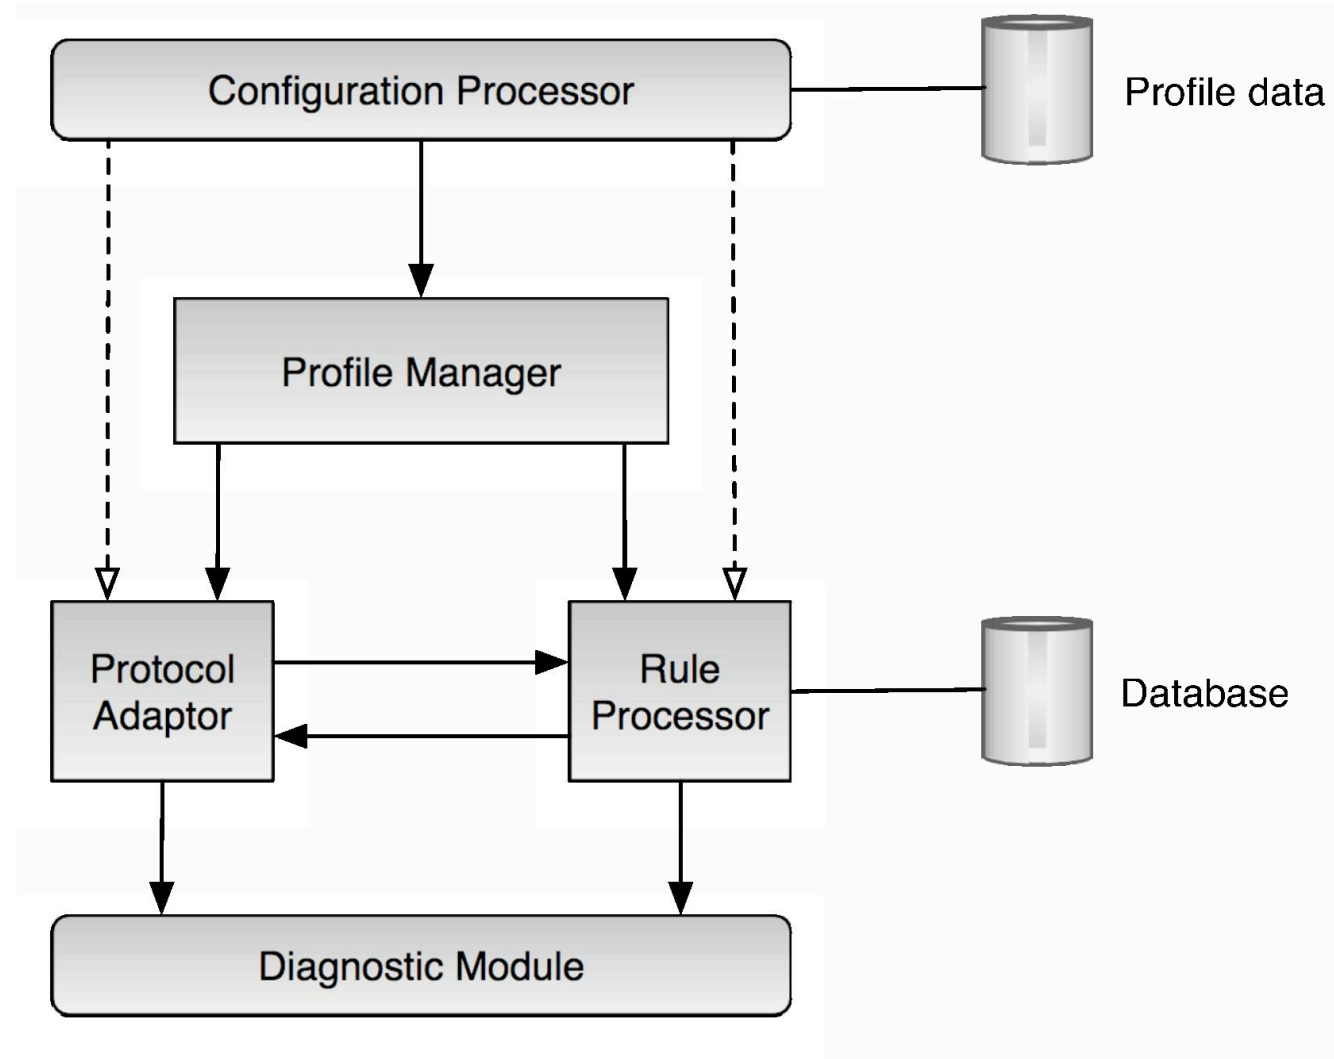 Configuration Processor
Profile data
Profile Manager
Protocol
Adaptor
Rule
Processor
Database
Diagnostic Module